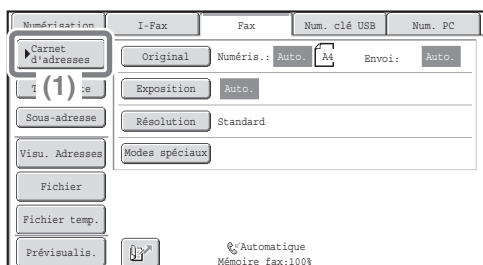 Numérisation
I-Fax
Fax
Num. clé USB
Num. PC
Carnet
d'adresses
Original
Numéris.:
Auto.
A4
Envoi:
Auto.
(1)
Exposition
Auto.
Sous-adresse
Résolution
Standard
Visu. Adresses
Modes spéciaux
Fichier
Fichier temp.
Prévisualis.
Automatique
Mémoire fax:100%